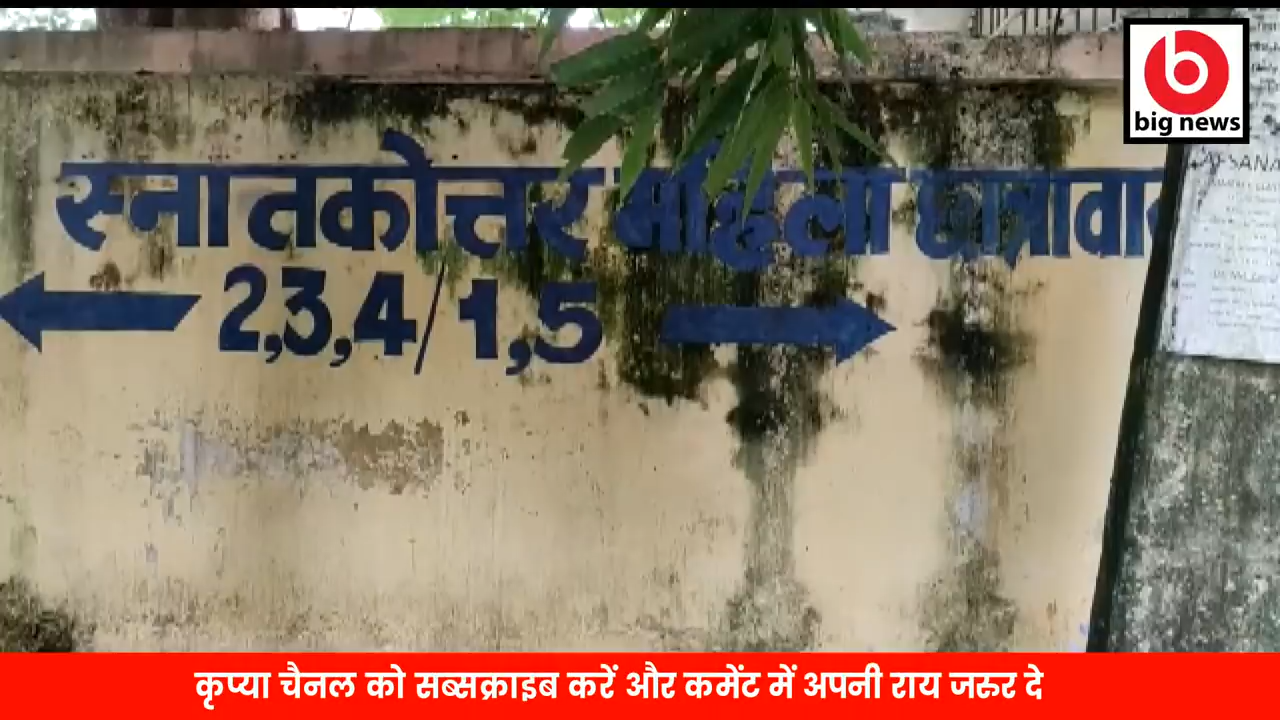 big news
स्नातकोत्तर महिला छात्रावा
2,3,4/1,5
कृप्या चैनल को सब्सक्राइब करें और कमेंट में अपनी राय जरुर दे